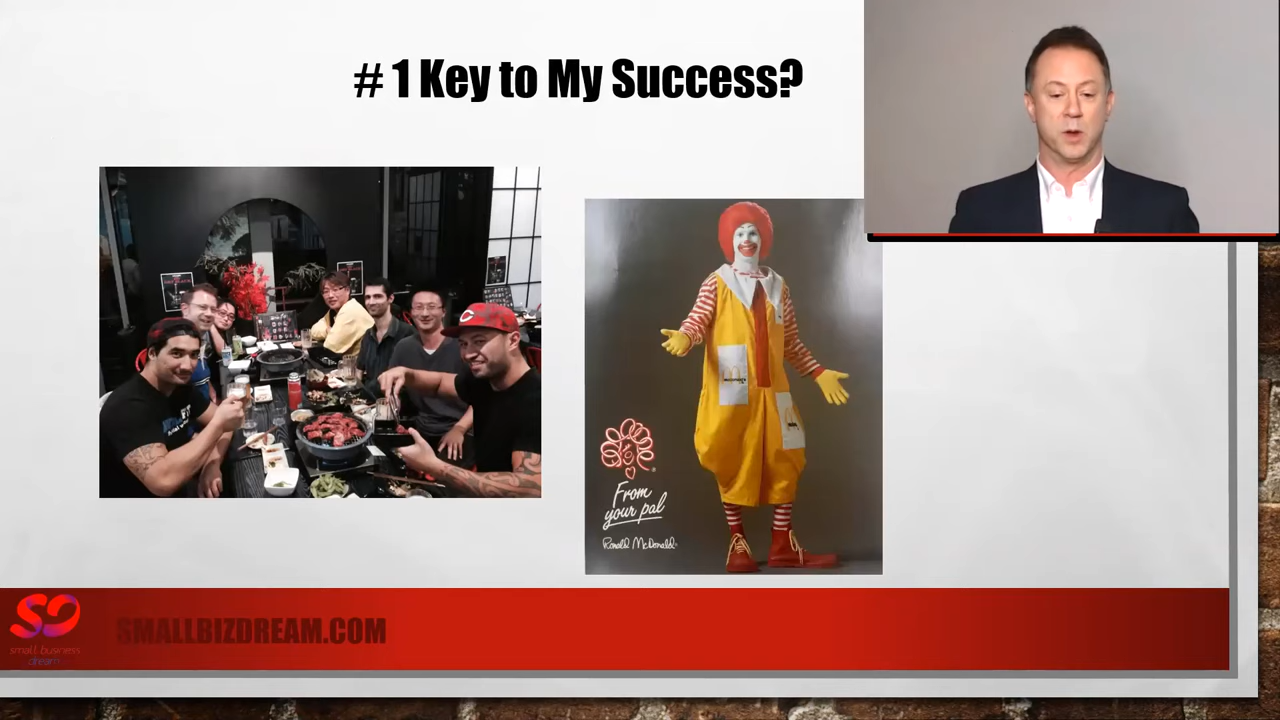 # 1 Key to My Success?
C
From
your pal
Ronald McDonald
SMALLBIZDREAM.COM
small business
dream